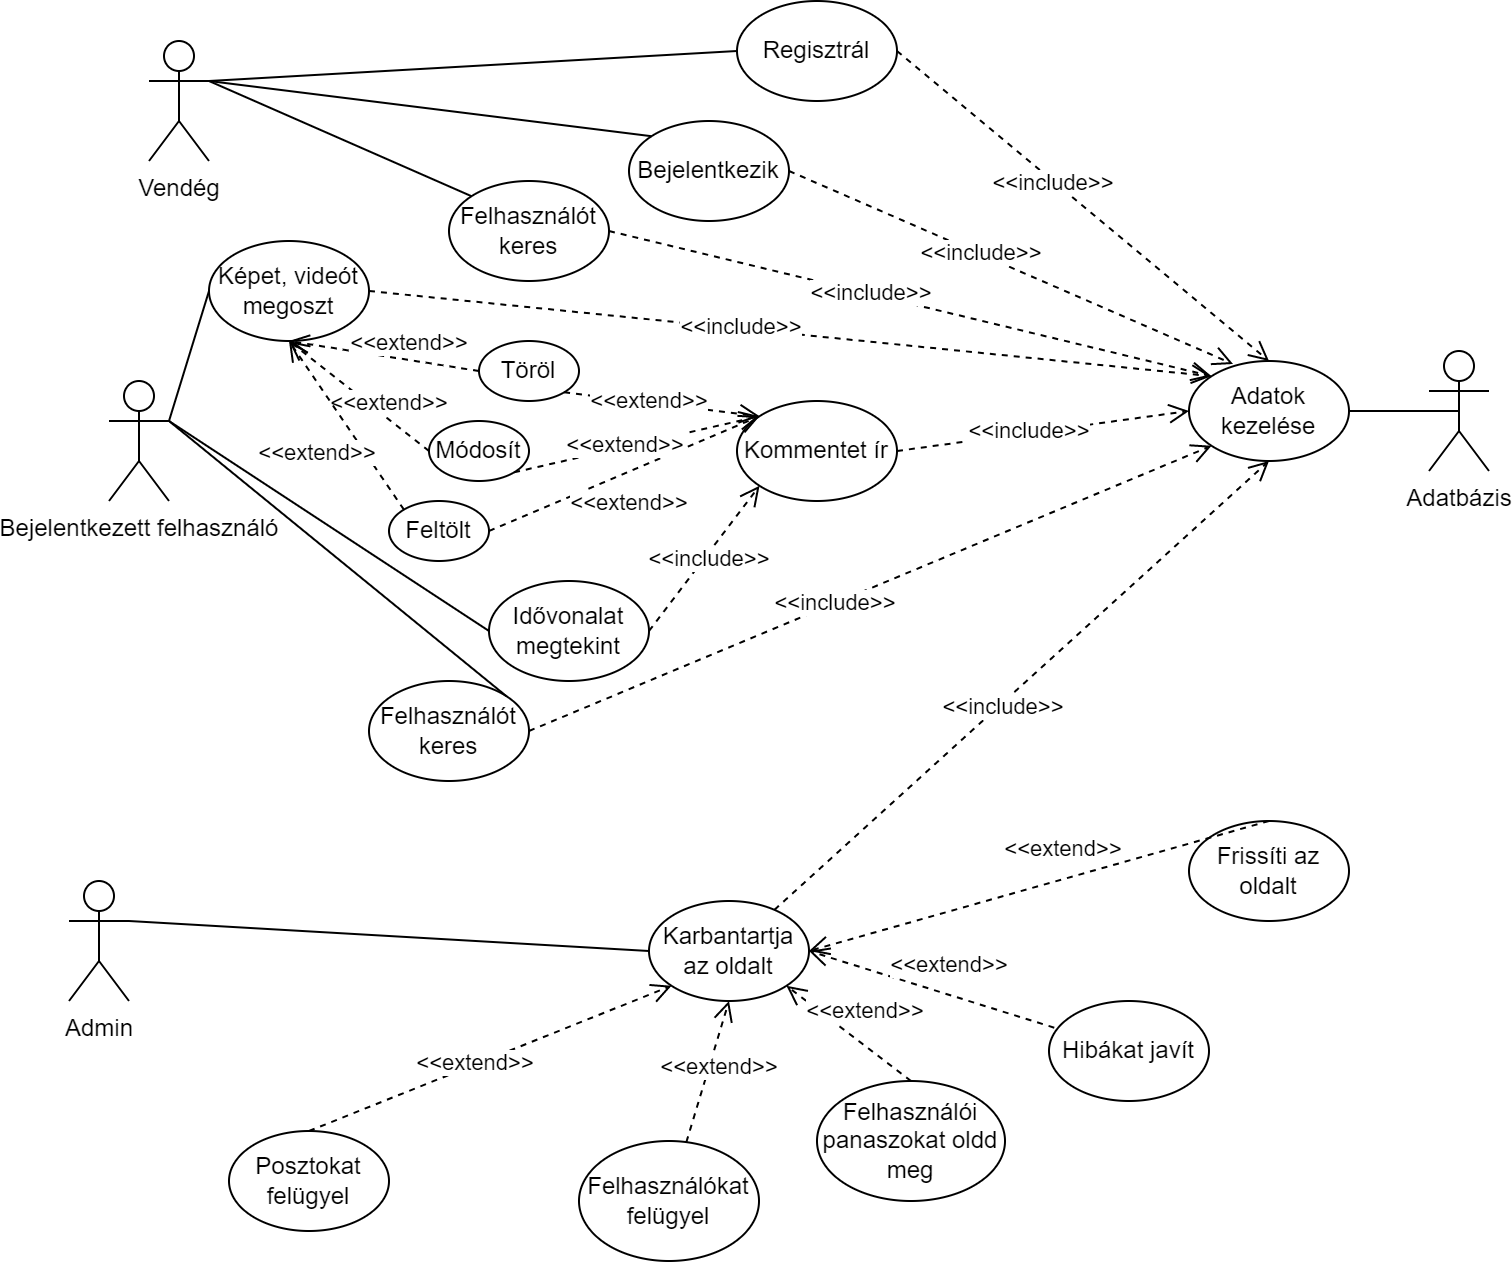 Regisztrál
Vendég
Bejelentkezik
<<include>>
Felhasználót
keres
<<include>>
Képet, videót
megoszt
<<include>>
<<include>>
<<extend>>
Töröl
<<extend>>
<<extend>>
Adatok
kezelése
Bejelentkezett felhasználó
<<extend>>
Módosít
<<extend>>
Kommentet ír
<<include>>
Adatbázis
Feltölt
<<extend>>
<<include>>
Idővonalat
megtekint
<<include>>
Felhasználót
keres
<<include>>
<<extend>>
Frissíti az
oldalt
Admin
Karbantartja
az oldalt
<<extend>>
<<extend>>
Hibákat javít
<<extend>>
<<extend>>
Posztokat
felügyel
Felhasználókat
felügyel
Felhasználói
panaszokat oldd
meg